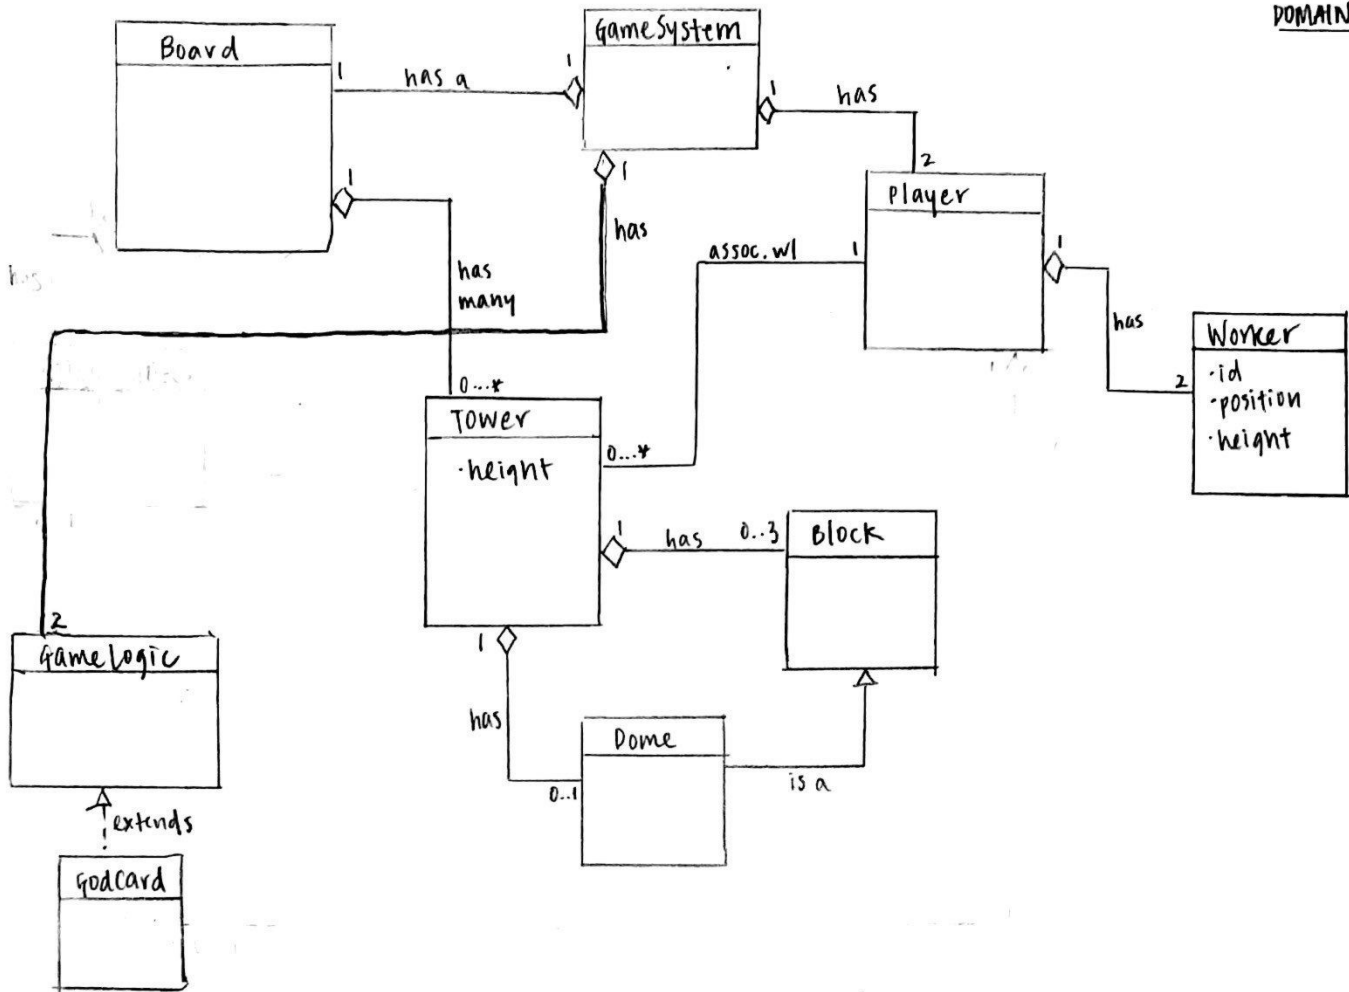 DOMAIN
GameSystem
Board
1
has a
1
1
has
1
1
has
2
Player
has
many
assoc. w/
1
1
has
2
Worker
·id
·position
·height
0...*
Tower
·height
0...*
1
has
0..3
Block
2
GameLogic
1
has
0..1
Dome
is a
extends
GodCard